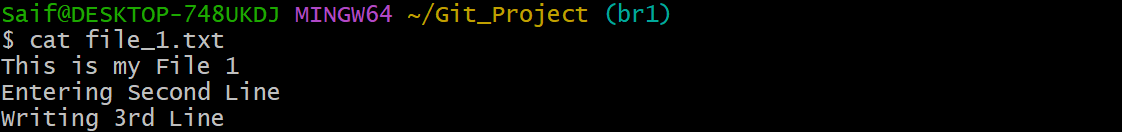 Saif@DESKTOP-748UKDJ MINGW64 ~/Git_Project (br1)
$ cat file_1.txt
This is my File 1
Entering Second Line
Writing 3rd Line